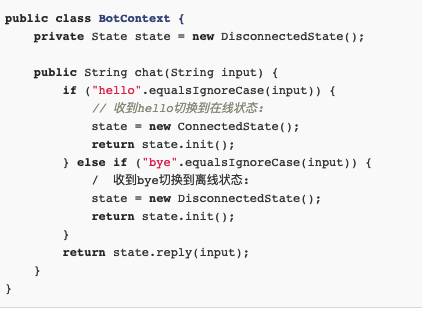 public class BotContext {
    private State state = new DisconnectedState();

    public String chat(String input) {
        if ("hello".equalsIgnoreCase(input)) {
            // 收到hello切换到在线状态:
            state = new ConnectedState();
            return state.init();
        } else if ("bye".equalsIgnoreCase(input)) {
            /  收到bye切换到离线状态:
            state = new DisconnectedState();
            return state.init();
        }
        return state.reply(input);
    }
}